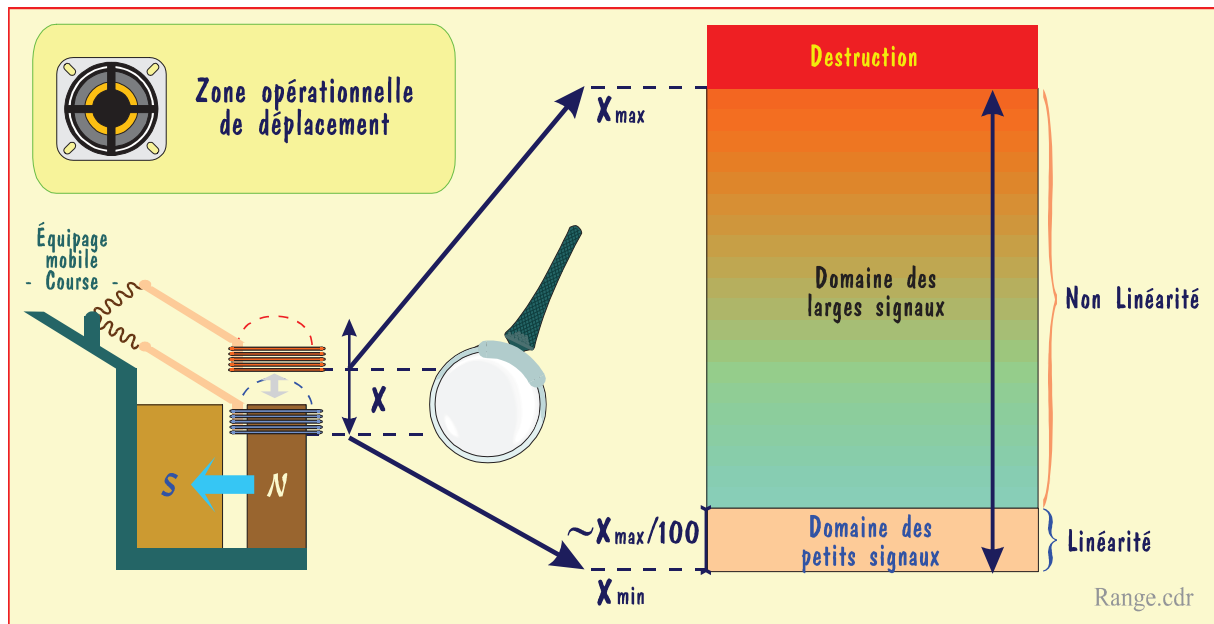 Zone opérationnelle
de déplacement
Équipage
mobile
- Course -
X
S
N
Xmax
~Xmax/100
Xmin
Destruction
Domaine des
larges signaux
Domaine des
petits signaux
Non Linéarité
Linéarité
Range.cdr